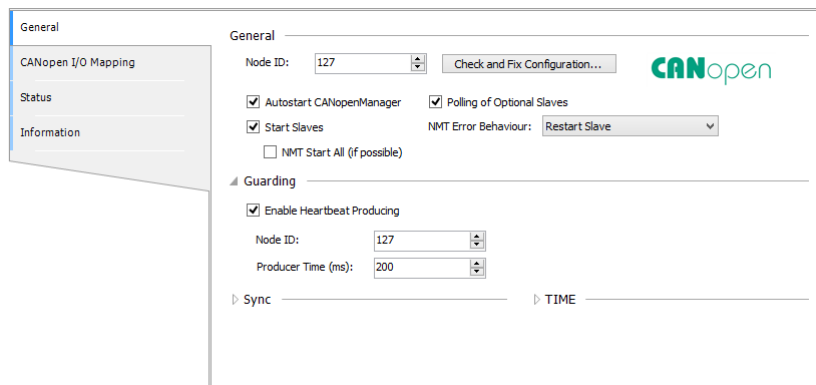 General
CANopen I/O Mapping
Status
Information
General
Node ID: 127 Check and Fix Configuration... CANopen
Autostart CANopenManager Polling of Optional Slaves
Start Slaves NMT Error Behaviour: Restart Slave
NMT Start All (if possible)
Guarding
Enable Heartbeat Producing
Node ID: 127
Producer Time (ms): 200
Sync TIME